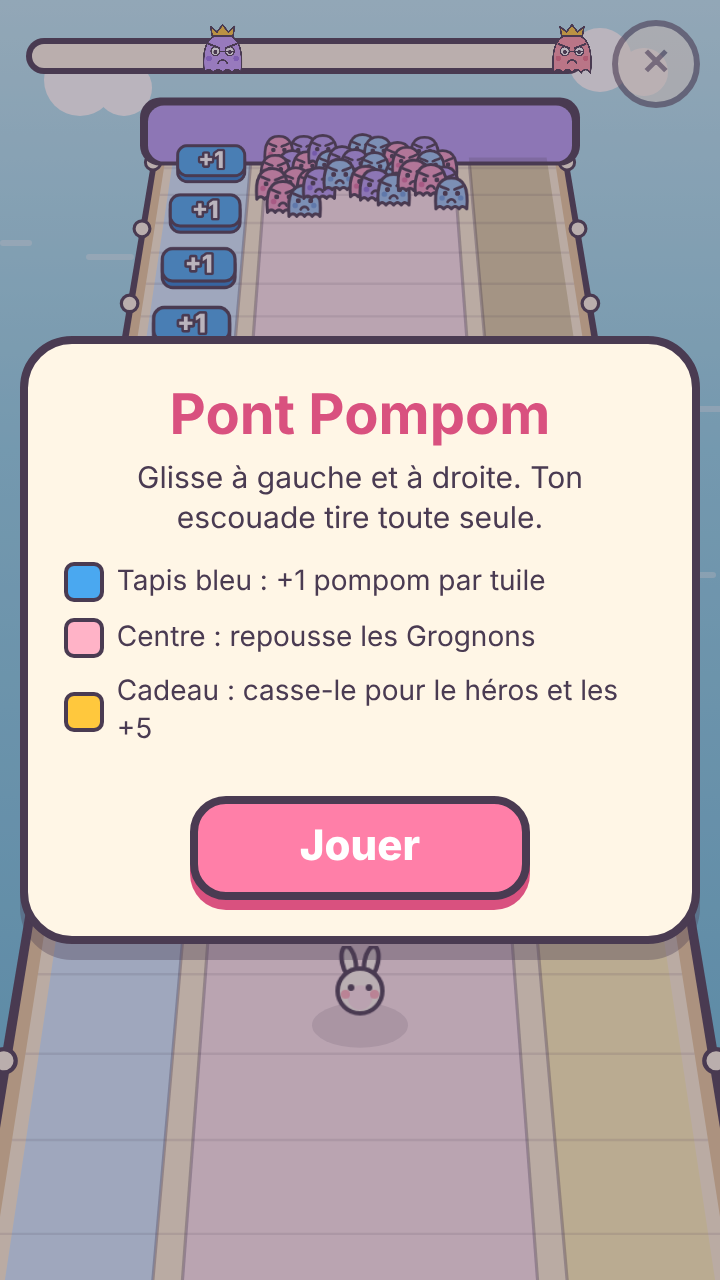 ×
+1
+1
+1
+1
Pont Pompom
Glisse à gauche et à droite. Ton
escouade tire toute seule.
Tapis bleu : +1 pompom par tuile
Centre : repousse les Grognons
Cadeau : casse-le pour le héros et les
+5
Jouer